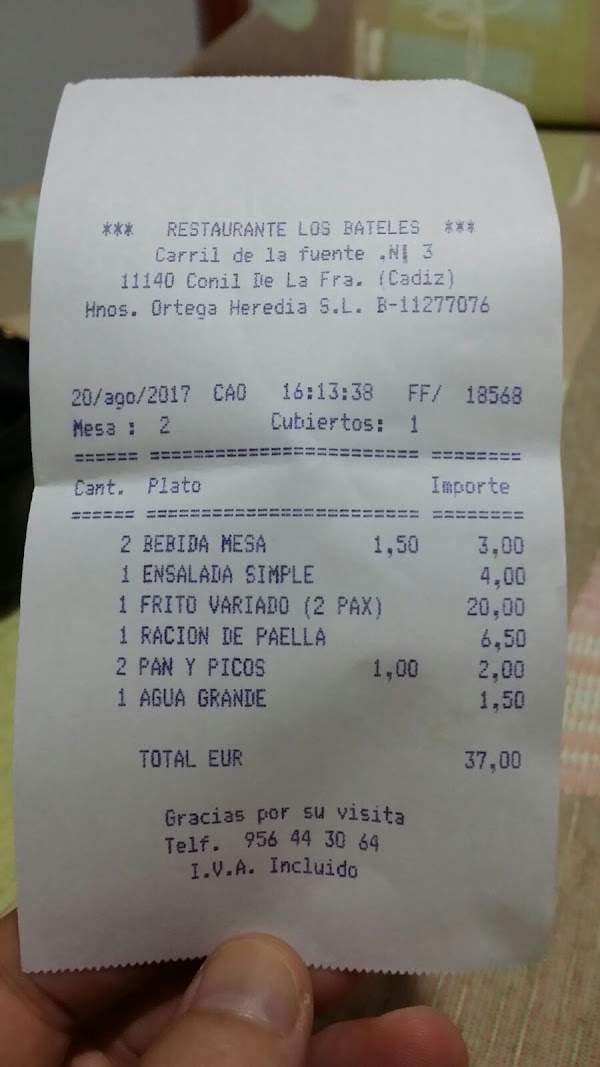 *** RESTAURANTE LOS BATELES ***
Carril de la fuente .N¦ 3
11140 Conil De La Fra. (Cadiz)
Hnos. Ortega Heredia S.L. B-11277076
20/ago/2017 CAO 16:13:38 FF/ 18568
Mesa : 2 Cubiertos: 1
====== ========================= ========
Cant. Plato Importe
====== ========================= ========
2 BEBIDA MESA 1,50 3,00
1 ENSALADA SIMPLE 4,00
1 FRITO VARIADO (2 PAX) 20,00
1 RACION DE PAELLA 6,50
2 PAN Y PICOS 1,00 2,00
1 AGUA GRANDE 1,50
TOTAL EUR 37,00
Gracias por su visita
Telf. 956 44 30 64
I.V.A. Incluido